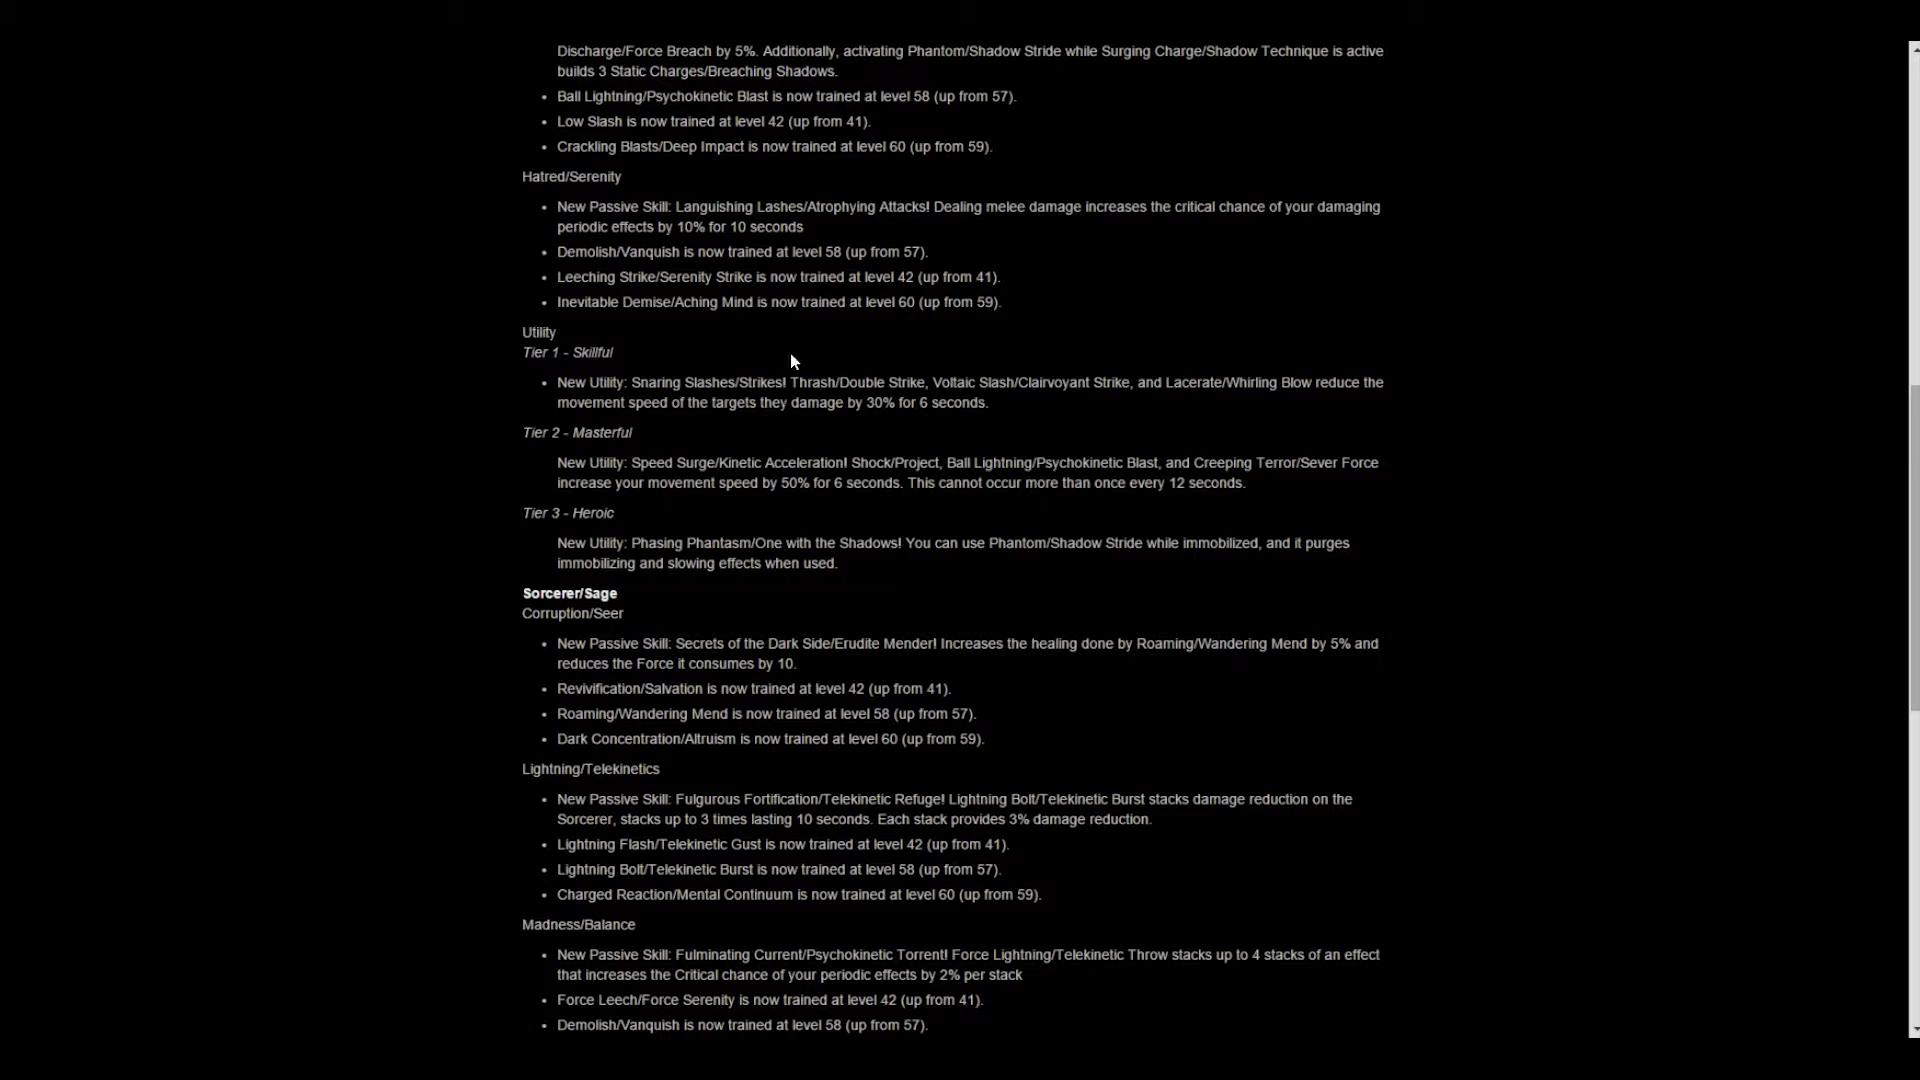 Discharge/Force Breach by 5%. Additionally, activating Phantom/Shadow Stride while Surging Charge/Shadow Technique is active
builds 3 Static Charges/Breaching Shadows.
• Ball Lightning/Psychokinetic Blast is now trained at level 58 (up from 57).
• Low Slash is now trained at level 42 (up from 41).
• Crackling Blasts/Deep Impact is now trained at level 60 (up from 59).
Hatred/Serenity
• New Passive Skill: Languishing Lashes/Atrophying Attacks! Dealing melee damage increases the critical chance of your damaging
periodic effects by 10% for 10 seconds
• Demolish/Vanquish is now trained at level 58 (up from 57).
• Leeching Strike/Serenity Strike is now trained at level 42 (up from 41).
• Inevitable Demise/Aching Mind is now trained at level 60 (up from 59).
Utility
Tier 1 - Skillful
• New Utility: Snaring Slashes/Strikes! Thrash/Double Strike, Voltaic Slash/Clairvoyant Strike, and Lacerate/Whirling Blow reduce the
movement speed of the targets they damage by 30% for 6 seconds.
Tier 2 - Masterful
New Utility: Speed Surge/Kinetic Acceleration! Shock/Project, Ball Lightning/Psychokinetic Blast, and Creeping Terror/Sever Force
increase your movement speed by 50% for 6 seconds. This cannot occur more than once every 12 seconds.
Tier 3 - Heroic
New Utility: Phasing Phantasm/One with the Shadows! You can use Phantom/Shadow Stride while immobilized, and it purges
immobilizing and slowing effects when used.
Sorcerer/Sage
Corruption/Seer
• New Passive Skill: Secrets of the Dark Side/Erudite Mender! Increases the healing done by Roaming/Wandering Mend by 5% and
reduces the Force it consumes by 10.
• Revivification/Salvation is now trained at level 42 (up from 41).
• Roaming/Wandering Mend is now trained at level 58 (up from 57).
• Dark Concentration/Altruism is now trained at level 60 (up from 59).
Lightning/Telekinetics
• New Passive Skill: Fulgurous Fortification/Telekinetic Refuge! Lightning Bolt/Telekinetic Burst stacks damage reduction on the
Sorcerer, stacks up to 3 times lasting 10 seconds. Each stack provides 3% damage reduction.
• Lightning Flash/Telekinetic Gust is now trained at level 42 (up from 41).
• Lightning Bolt/Telekinetic Burst is now trained at level 58 (up from 57).
• Charged Reaction/Mental Continuum is now trained at level 60 (up from 59).
Madness/Balance
• New Passive Skill: Fulminating Current/Psychokinetic Torrent! Force Lightning/Telekinetic Throw stacks up to 4 stacks of an effect
that increases the Critical chance of your periodic effects by 2% per stack
• Force Leech/Force Serenity is now trained at level 42 (up from 41).
• Demolish/Vanquish is now trained at level 58 (up from 57).